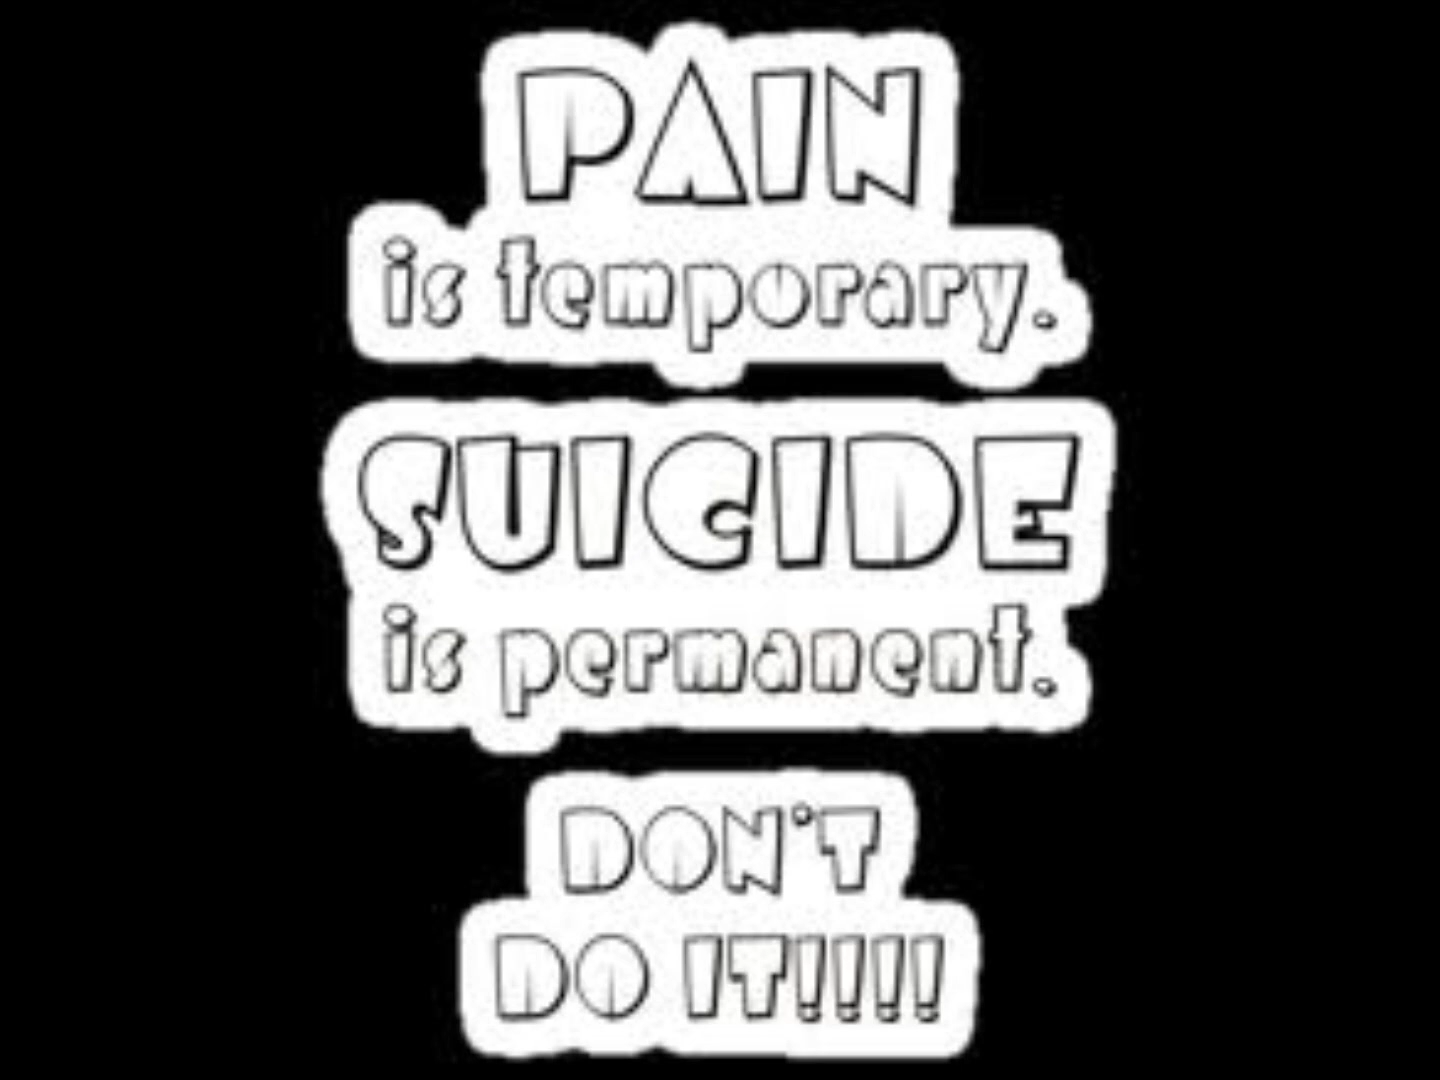 PAIN
is temporary.
SUICIDE
is permanent.
DON'T
DO IT!!!!